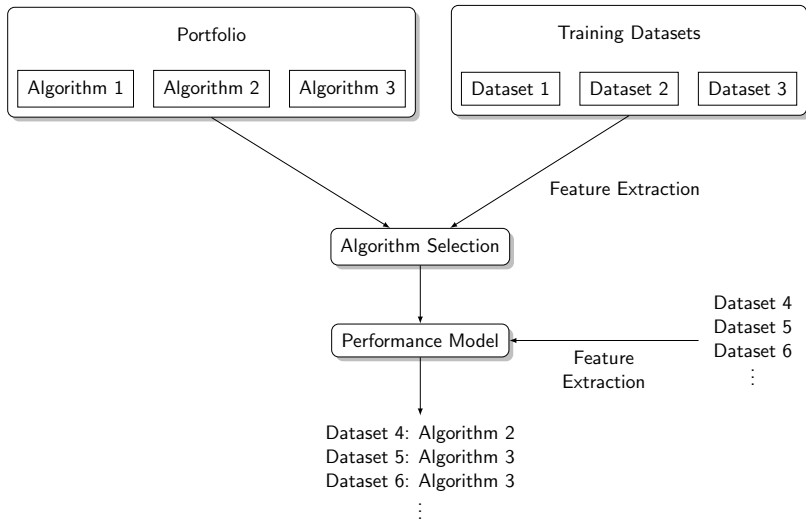 Portfolio
Algorithm 1
Algorithm 2
Algorithm 3
Training Datasets
Dataset 1
Dataset 2
Dataset 3
Feature Extraction
Algorithm Selection
Dataset 4
Dataset 5
Dataset 6
⋮
Performance Model
Feature
Extraction
Dataset 4: Algorithm 2
Dataset 5: Algorithm 3
Dataset 6: Algorithm 3
⋮